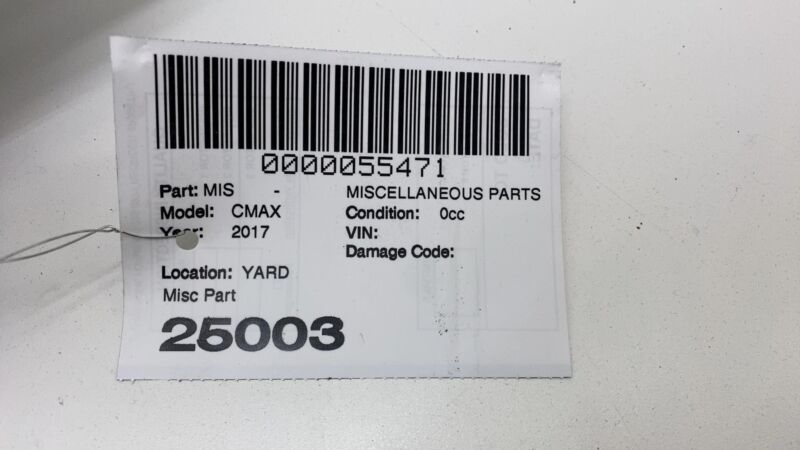 0000055471
Part: MIS - MISCELLANEOUS PARTS
Model: CMAX Condition: 0cc
Year: 2017 VIN:
Damage Code:
Location: YARD
Misc Part
25003